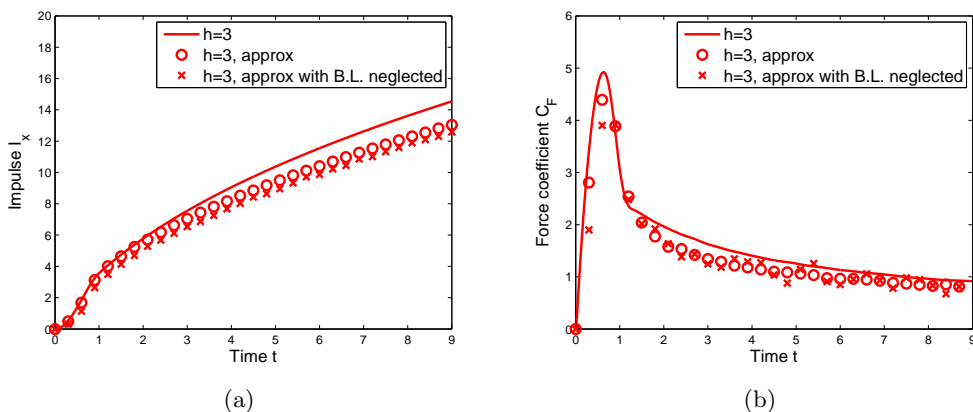 20
18
16
14
12
10
8
6
4
2
0
Impulse I_x
h=3
h=3, approx
h=3, approx with B.L. neglected
0 1 2 3 4 5 6 7 8 9
Time t
(a)
6
5
4
3
2
1
0
Force coefficient C_F
h=3
h=3, approx
h=3, approx with B.L. neglected
0 1 2 3 4 5 6 7 8 9
Time t
(b)